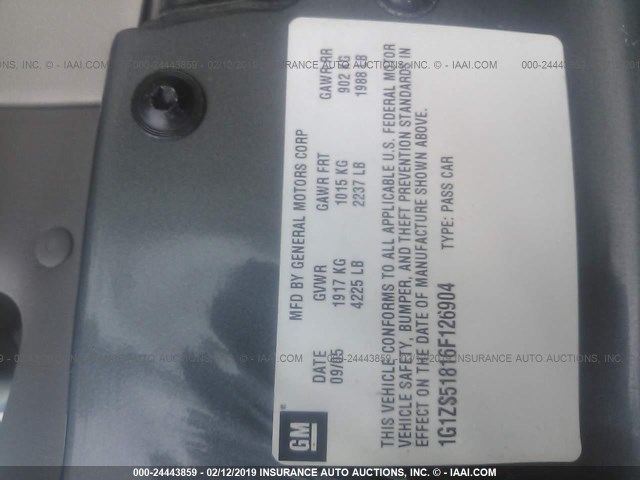 GM
MFD BY GENERAL MOTORS CORP
DATE GVWR GAWR FRT GAWR RR
09/05 1917 KG 1015 KG 902 KG
4225 LB 2237 LB 1988 LB
THIS VEHICLE CONFORMS TO ALL APPLICABLE U.S. FEDERAL MOTOR
VEHICLE SAFETY, BUMPER, AND THEFT PREVENTION STANDARDS IN
EFFECT ON THE DATE OF MANUFACTURE SHOWN ABOVE.
1G1ZS51816F126904 TYPE: PASS CAR
000-24443859 - 02/12/2019 INSURANCE AUTO AUCTIONS, INC. - © IAAI.COM